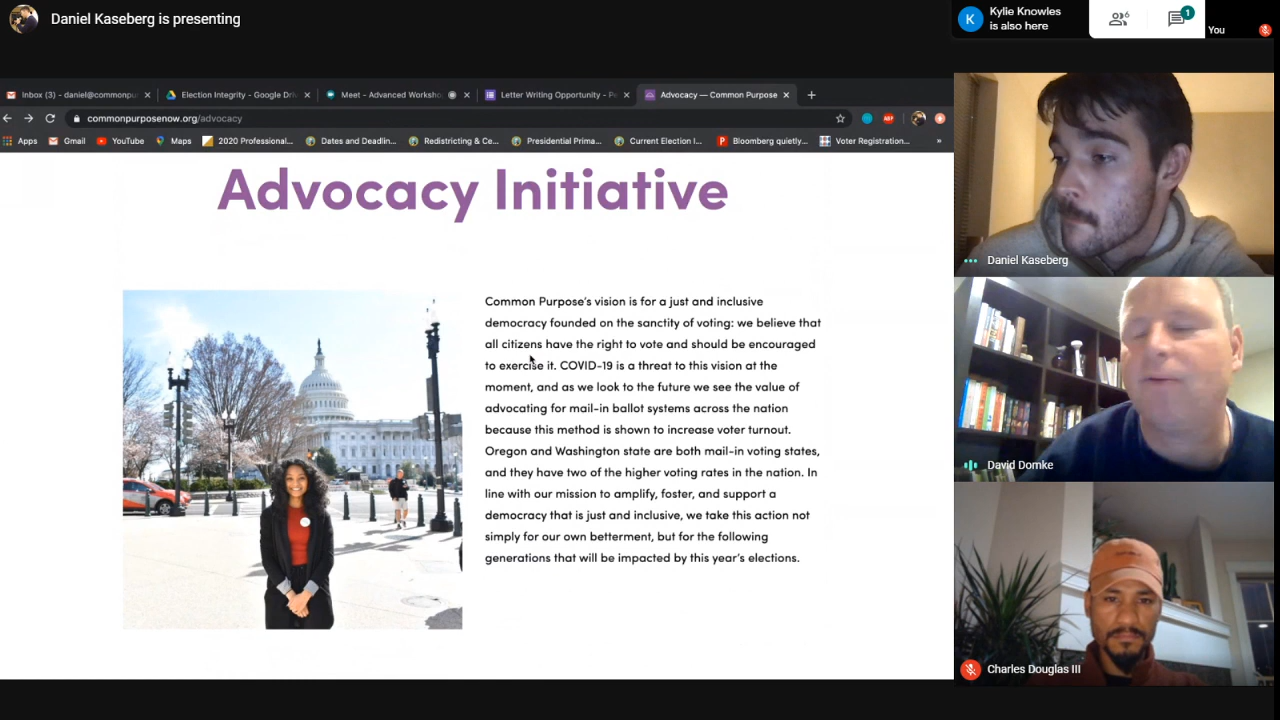 Daniel Kaseberg is presenting
K
Kylie Knowles
is also here
6
1
You
Inbox (3) - daniel@commonpu
Election Integrity - Google Dri
Meet - Advanced Worksho
Letter Writing Opportunity - Pe
Advocacy — Common Purpose
commonpurposenow.org/advocacy
ABP
Apps
Gmail
YouTube
Maps
2020 Professional...
Dates and Deadlin...
Redistricting & Ce...
Presidential Prima...
Current Election I...
Bloomberg quietly...
Voter Registration...
»
Advocacy Initiative
Common Purpose's vision is for a just and inclusive
democracy founded on the sanctity of voting: we believe that
all citizens have the right to vote and should be encouraged
to exercise it. COVID-19 is a threat to this vision at the
moment, and as we look to the future we see the value of
advocating for mail-in ballot systems across the nation
because this method is shown to increase voter turnout.
Oregon and Washington state are both mail-in voting states,
and they have two of the higher voting rates in the nation. In
line with our mission to amplify, foster, and support a
democracy that is just and inclusive, we take this action not
simply for our own betterment, but for the following
generations that will be impacted by this year's elections.
Daniel Kaseberg
David Domke
Charles Douglas III